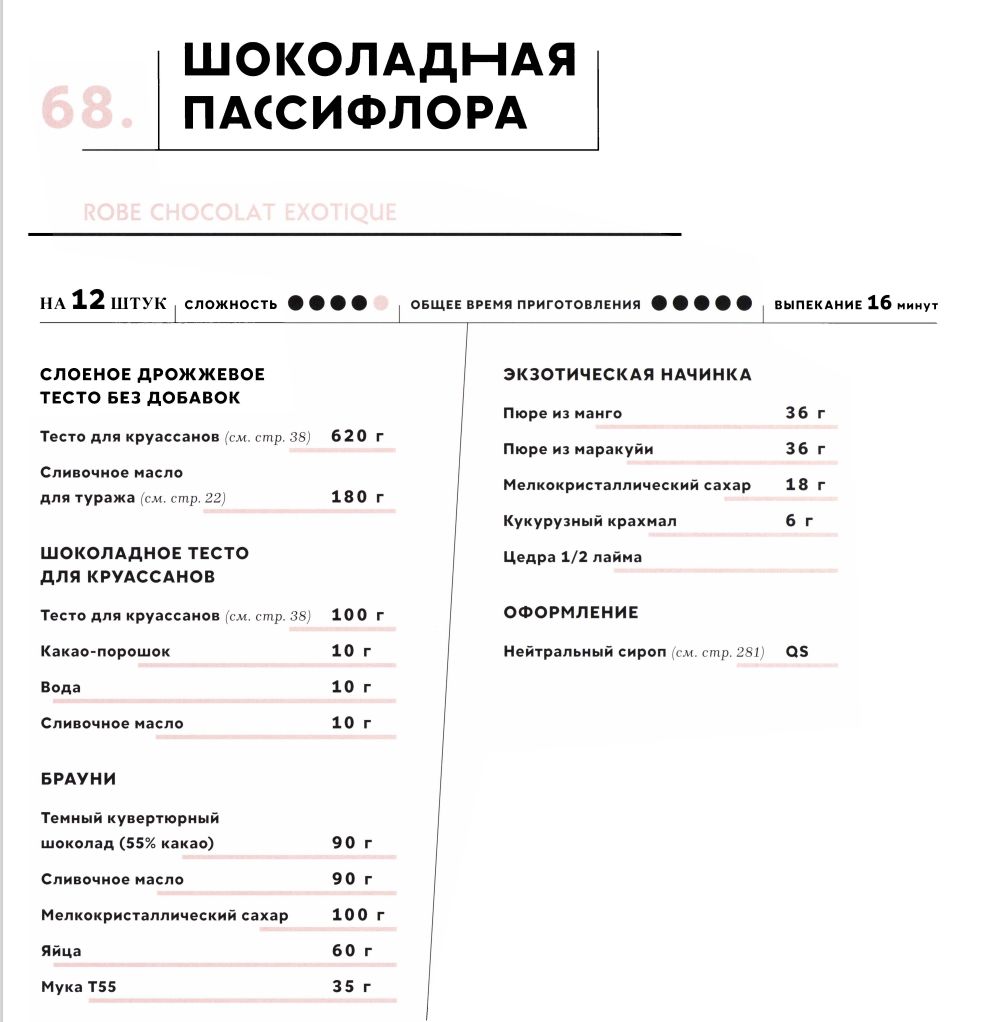 68.
ШОКОЛАДНАЯ
ПАССИФЛОРА
ROBE CHOCOLAT EXOTIQUE
НА 12 ШТУК СЛОЖНОСТЬ ОБЩЕЕ ВРЕМЯ ПРИГОТОВЛЕНИЯ ВЫПЕКАНИЕ 16 минут
СЛОЕНОЕ ДРОЖЖЕВОЕ
ТЕСТО БЕЗ ДОБАВОК
Тесто для круассанов (см. стр. 38) 620 г
Сливочное масло
для туража (см. стр. 22) 180 г
ШОКОЛАДНОЕ ТЕСТО
ДЛЯ КРУАССАНОВ
Тесто для круассанов (см. стр. 38) 100 г
Какао-порошок 10 г
Вода 10 г
Сливочное масло 10 г
БРАУНИ
Темный кувертюрный
шоколад (55% какао) 90 г
Сливочное масло 90 г
Мелкокристаллический сахар 100 г
Яйца 60 г
Мука Т55 35 г
ЭКЗОТИЧЕСКАЯ НАЧИНКА
Пюре из манго 36 г
Пюре из маракуйи 36 г
Мелкокристаллический сахар 18 г
Кукурузный крахмал 6 г
Цедра 1/2 лайма
ОФОРМЛЕНИЕ
Нейтральный сироп (см. стр. 281) QS